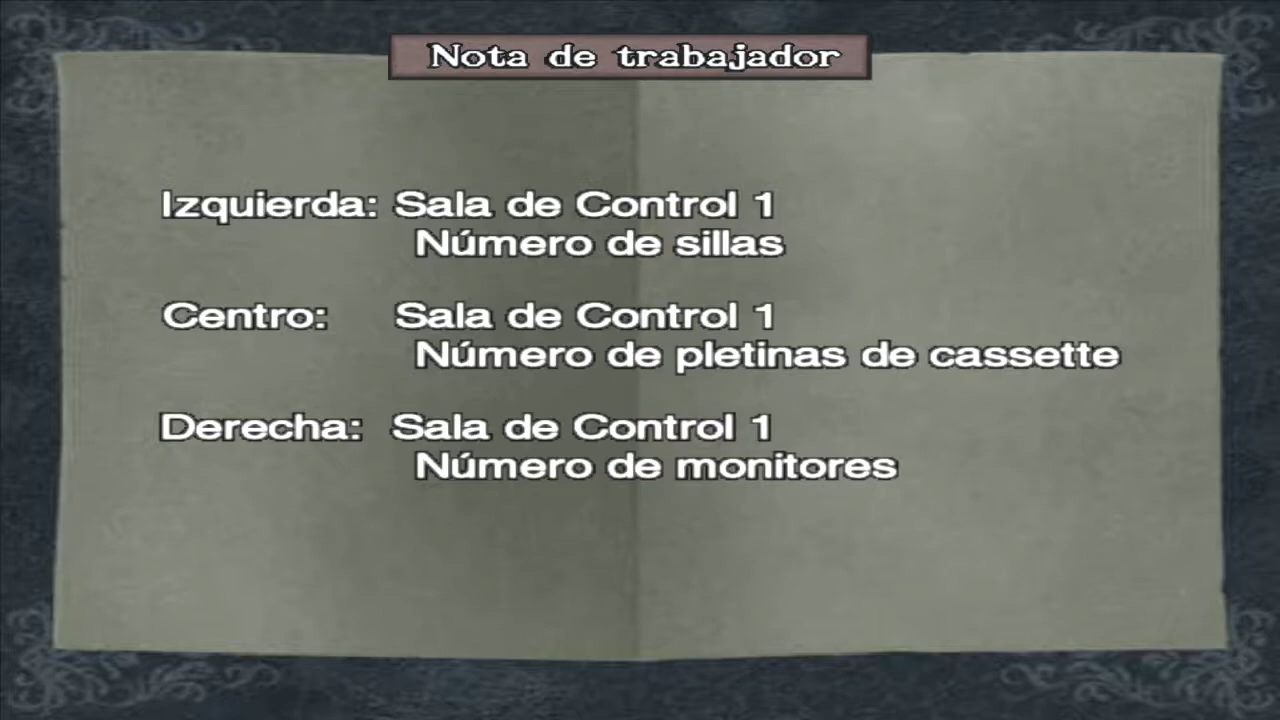 Nota de trabajador
Izquierda: Sala de Control 1
Número de sillas
Centro: Sala de Control 1
Número de pletinas de cassette
Derecha: Sala de Control 1
Número de monitores